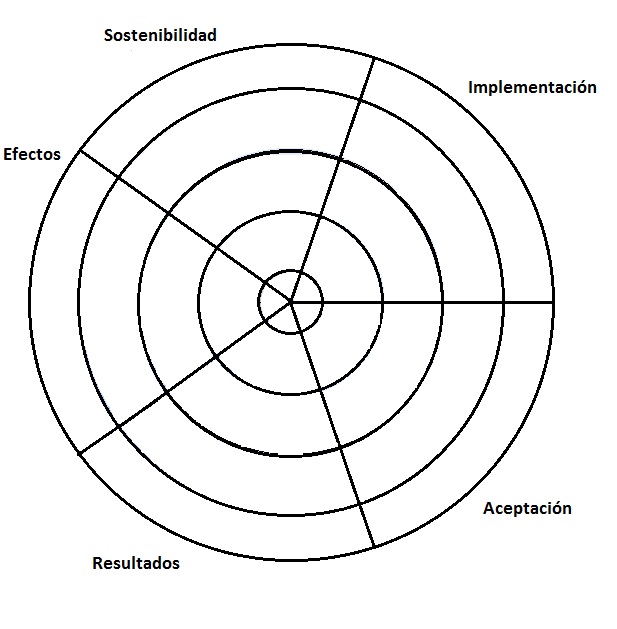 Sostenibilidad
Implementación
Efectos
Aceptación
Resultados